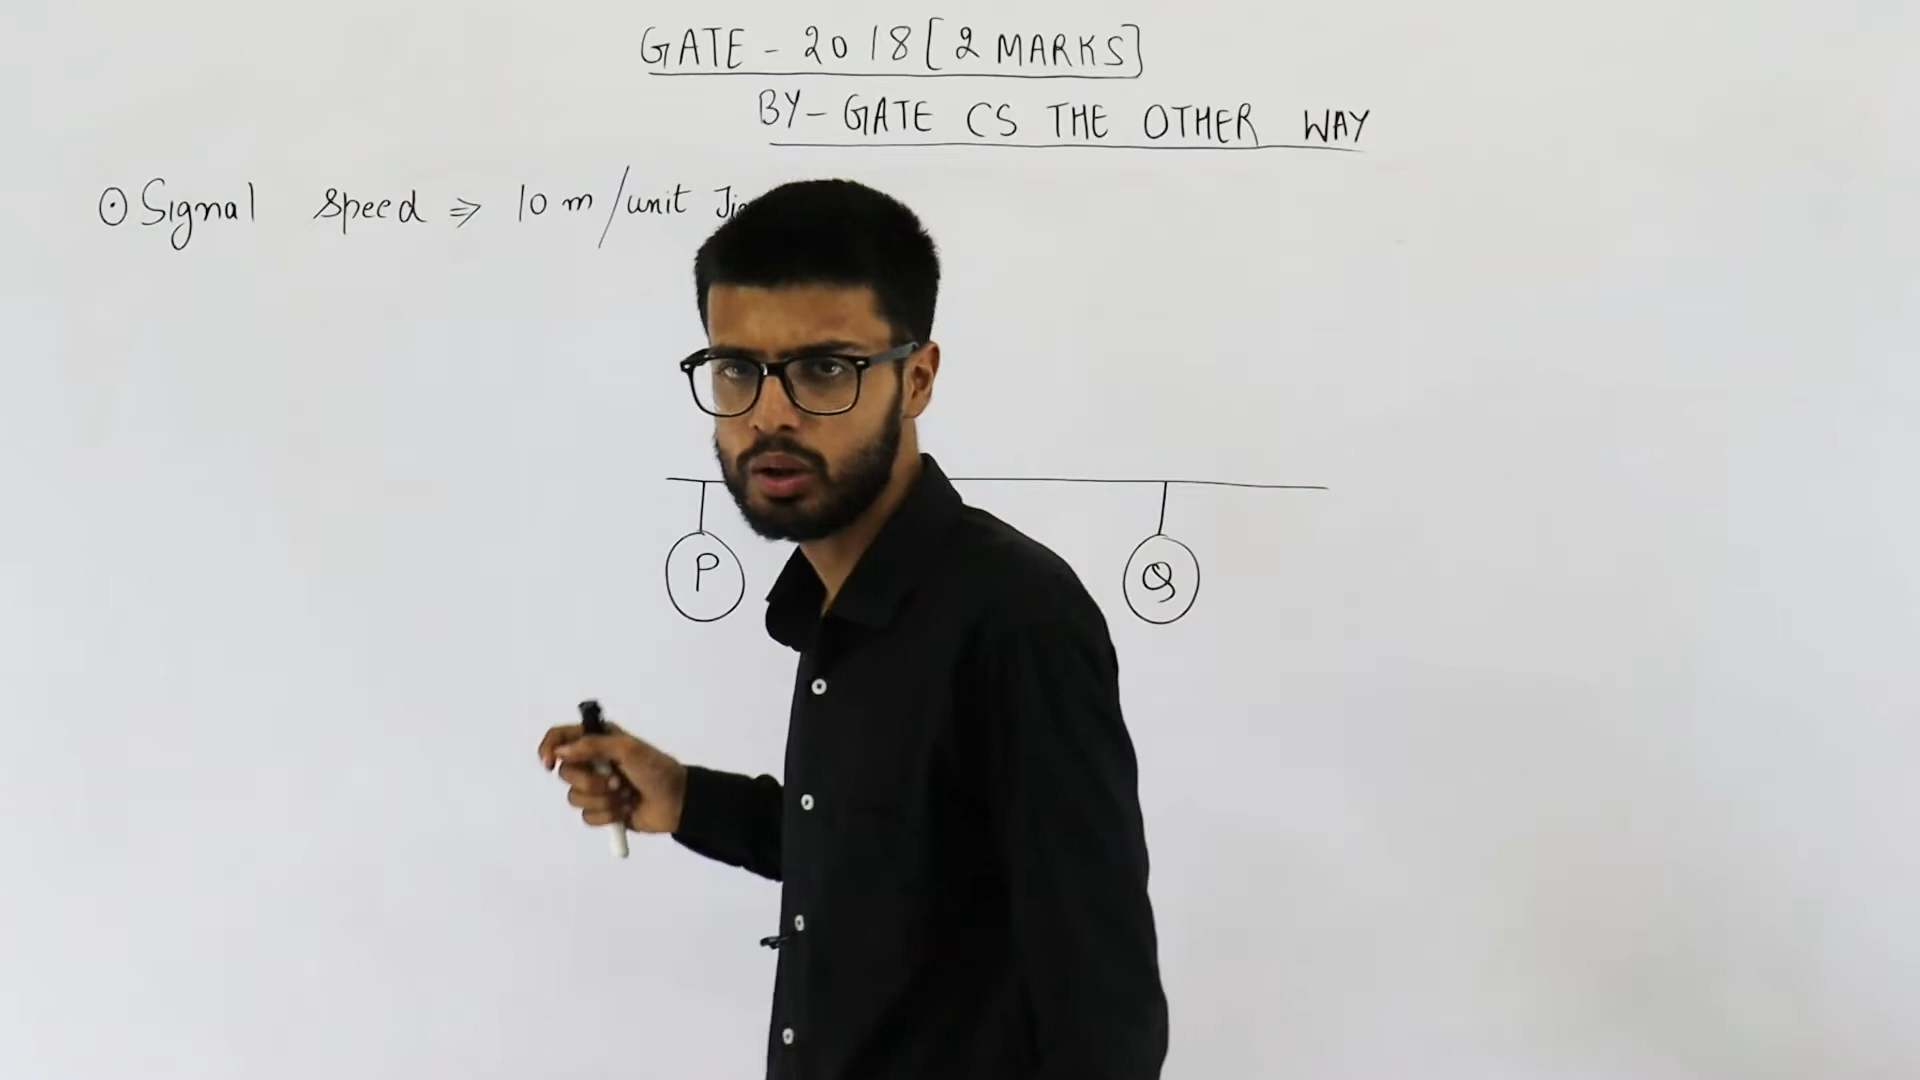 GATE - 2018 [2 MARKS]
BY - GATE CS THE OTHER WAY
⊙ Signal speed ⇒ 10 m/unit
P
Q